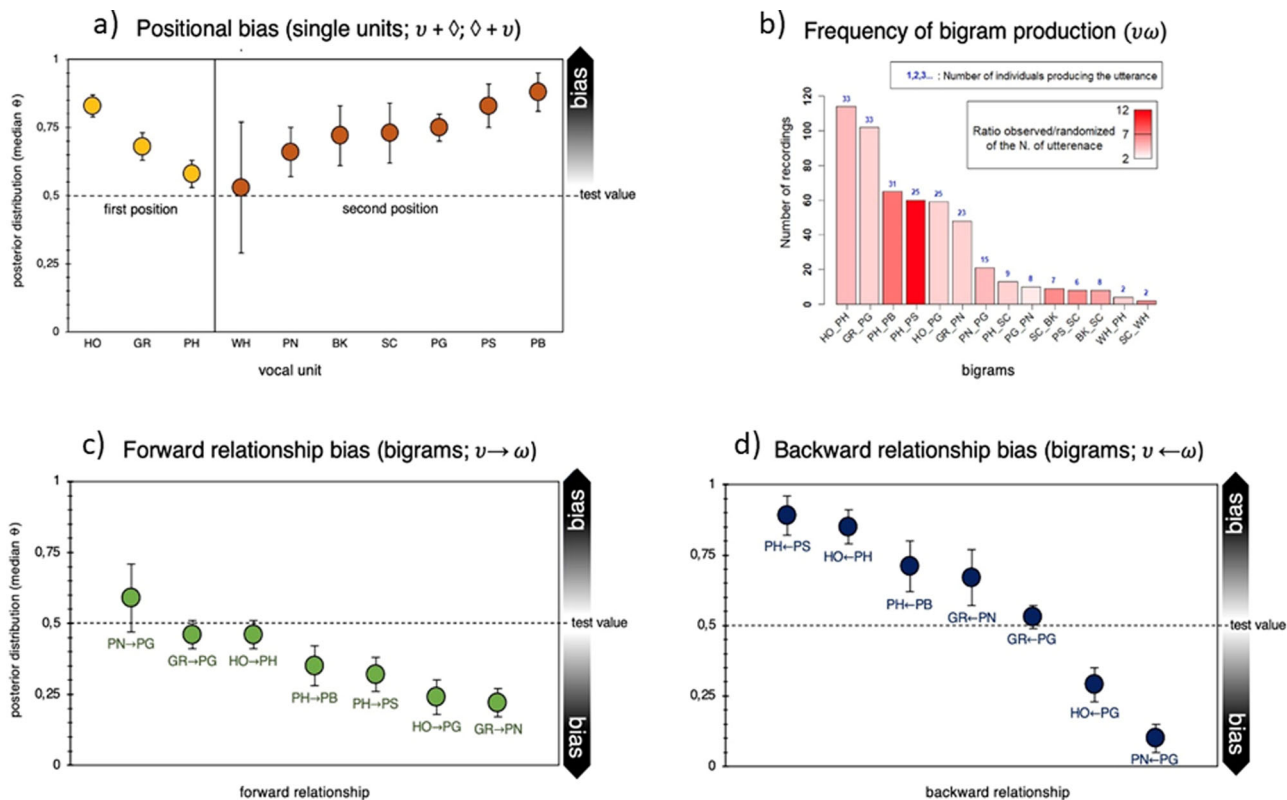 a) Positional bias (single units; υ + ◊; ◊ + υ)
posterior distribution (median θ)
1
0,75
0,5
0,25
0
first position
second position
bias
test value
HO GR PH WH PN BK SC PG PS PB
vocal unit
b) Frequency of bigram production (υω)
1,2,3... : Number of individuals producing the utterance
Ratio observed/randomized
of the N. of utterenace
12
7
2
Number of recordings
120
100
80
60
40
20
0
33 33 31 25 25 23 15 9 8 7 6 8 2 2
HO_PH GR_PG PH_PB PH_PS HO_PG GR_PN PN_PG PH_SC PG_PN SC_BK PS_SC BK_SC WH_PH SC_WH
bigrams
c) Forward relationship bias (bigrams; υ→ ω)
posterior distribution (median θ)
1
0,75
0,5
0,25
0
PN→PG
GR→PG
HO→PH
PH→PB
PH→PS
HO→PG
GR→PN
bias
test value
bias
forward relationship
d) Backward relationship bias (bigrams; υ ←ω)
1
0,75
0,5
0,25
0
PH←PS
HO←PH
PH←PB
GR←PN
GR←PG
HO←PG
PN←PG
bias
test value
bias
backward relationship